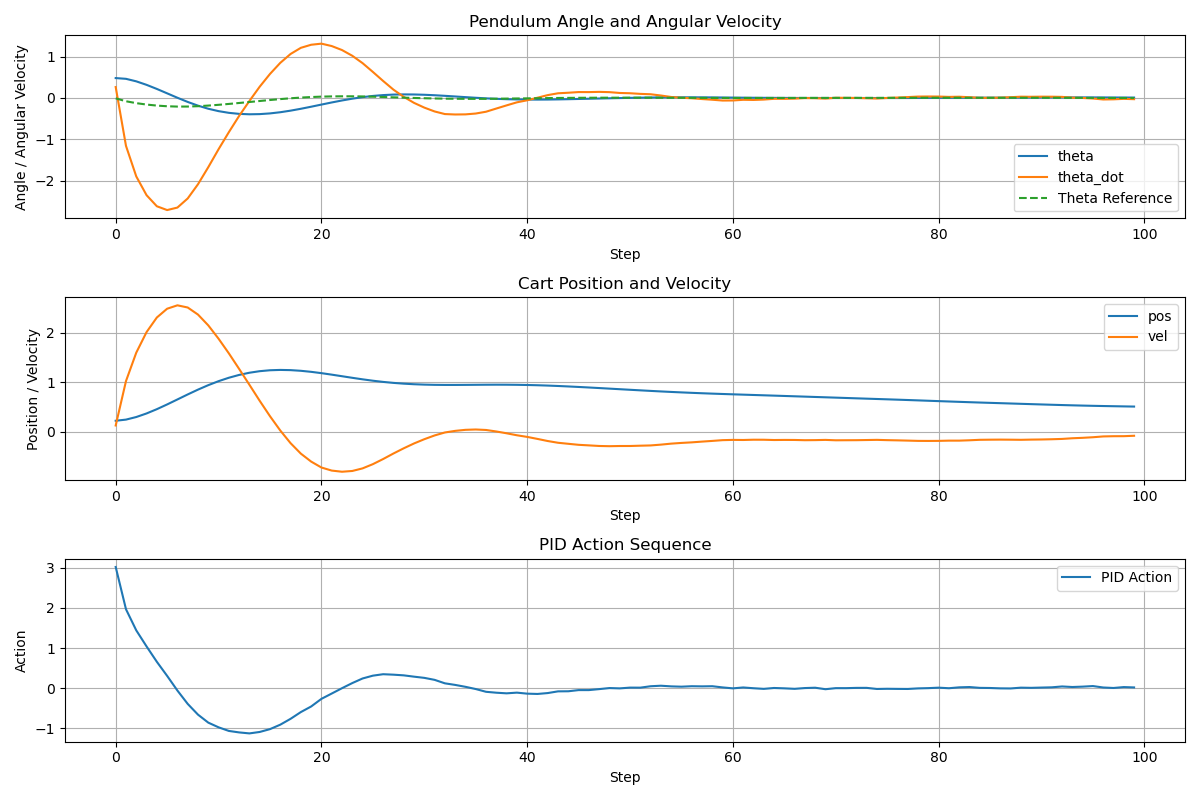 Pendulum Angle and Angular Velocity
Angle / Angular Velocity
1
0
−1
−2
theta
theta_dot
Theta Reference
0 20 40 60 80 100
Step
Cart Position and Velocity
Position / Velocity
2
1
0
pos
vel
0 20 40 60 80 100
Step
PID Action Sequence
Action
3
2
1
0
−1
PID Action
0 20 40 60 80 100
Step